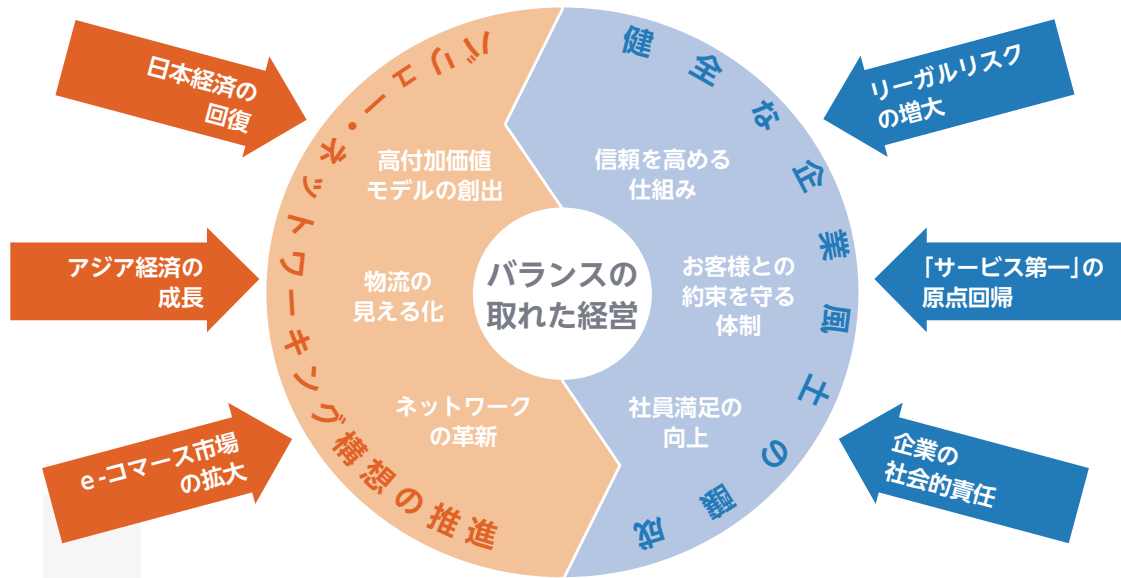 日本経済の
回復
アジア経済の
成長
e-コマース市場
の拡大
バリュー・ネットワーキング構想の推進
高付加価値
モデルの創出
物流の
見える化
ネットワーク
の革新
バランスの
取れた経営
健全な企業風土の醸成
信頼を高める
仕組み
お客様との
約束を守る
体制
社員満足の
向上
リーガルリスク
の増大
「サービス第一」の
原点回帰
企業の
社会的責任